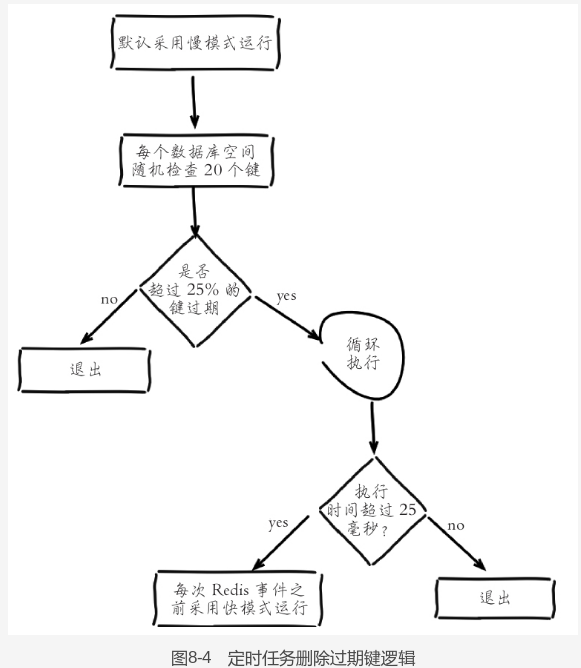 默认采用慢模式运行
每个数据库空间
随机检查 20 个键
是否
超过 25% 的
键过期
no
yes
退出
循环
执行
执行
时间超过 25
毫秒？
yes
no
每次 Redis 事件之
前采用快模式运行
退出
图8-4 定时任务删除过期键逻辑